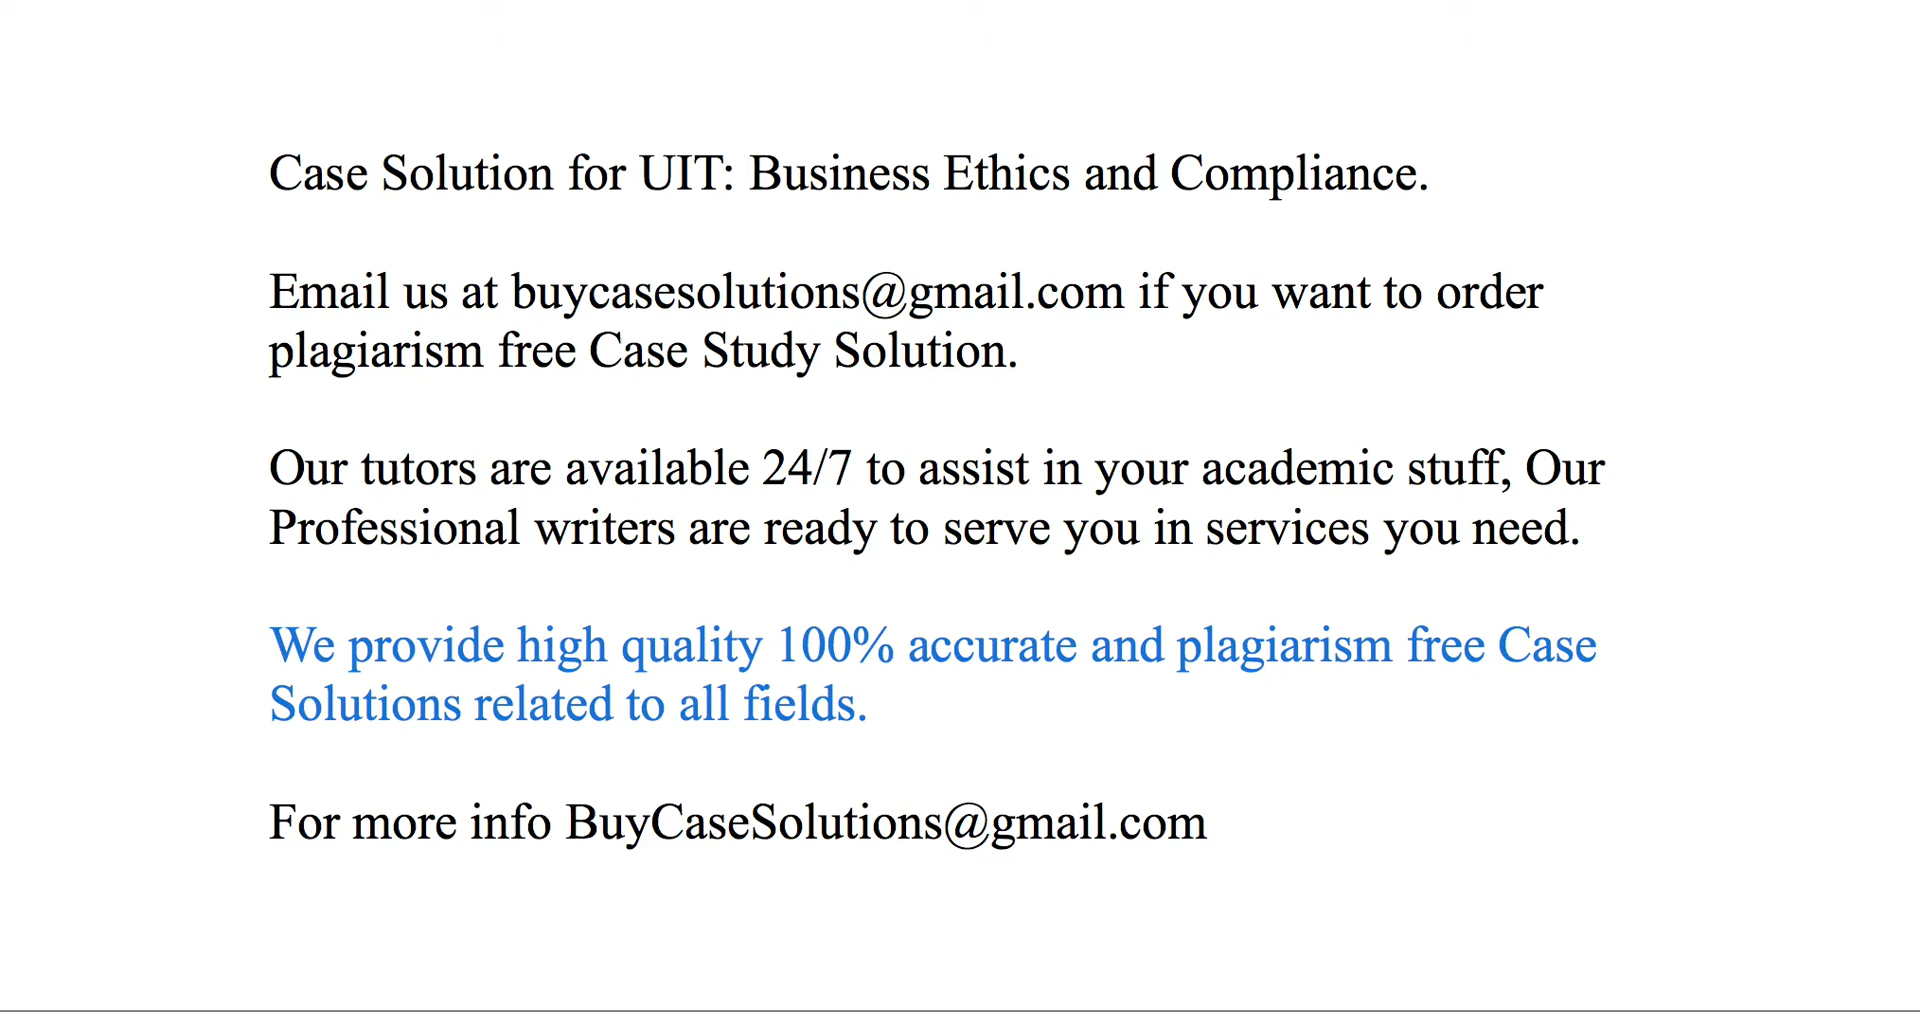 Case Solution for UIT: Business Ethics and Compliance.
Email us at buycasesolutions@gmail.com if you want to order
plagiarism free Case Study Solution.
Our tutors are available 24/7 to assist in your academic stuff, Our
Professional writers are ready to serve you in services you need.
We provide high quality 100% accurate and plagiarism free Case
Solutions related to all fields.
For more info BuyCaseSolutions@gmail.com